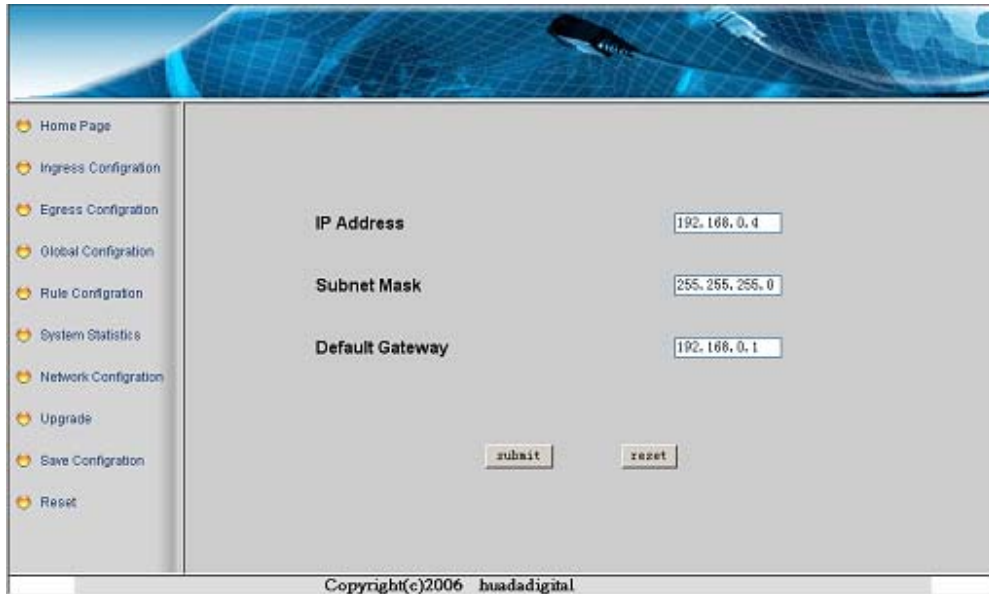 Home Page
Ingress Configration
Egress Configration
Global Configration
Rule Configration
System Statistics
Network Configration
Upgrade
Save Configration
Reset
IP Address 192.168.0.4
Subnet Mask 255.255.255.0
Default Gateway 192.168.0.1
submit reset
Copyright(c)2006 huadadigital